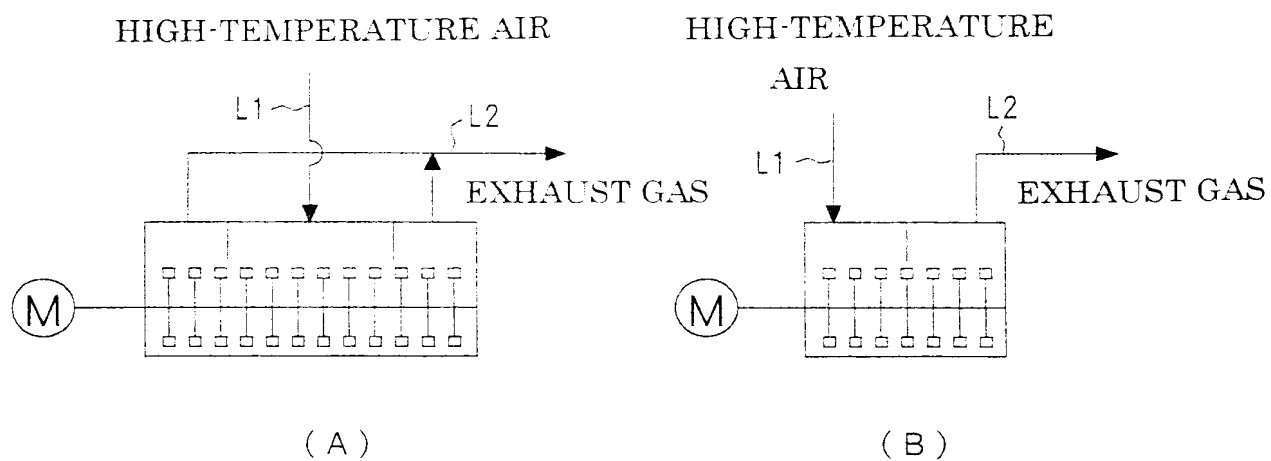 HIGH-TEMPERATURE AIR
L1
L2
EXHAUST GAS
M
(A)
HIGH-TEMPERATURE
AIR
L1
L2
EXHAUST GAS
M
(B)